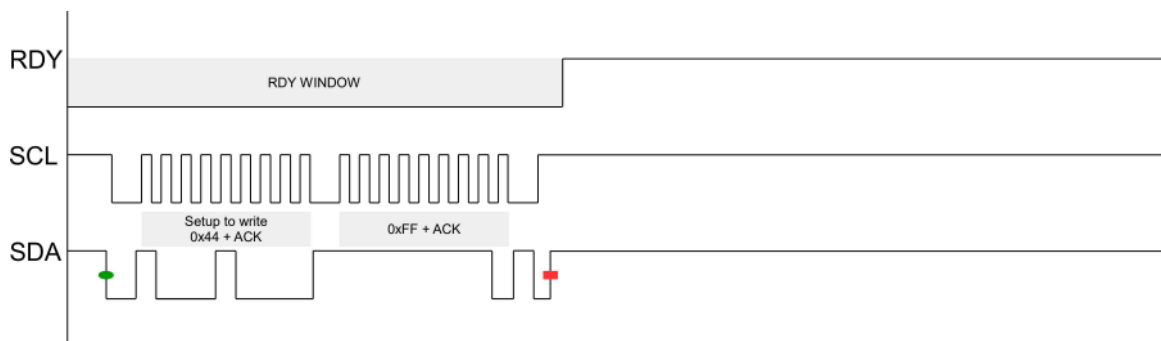 RDY
RDY WINDOW
SCL
Setup to write
0x44 + ACK
0xFF + ACK
SDA